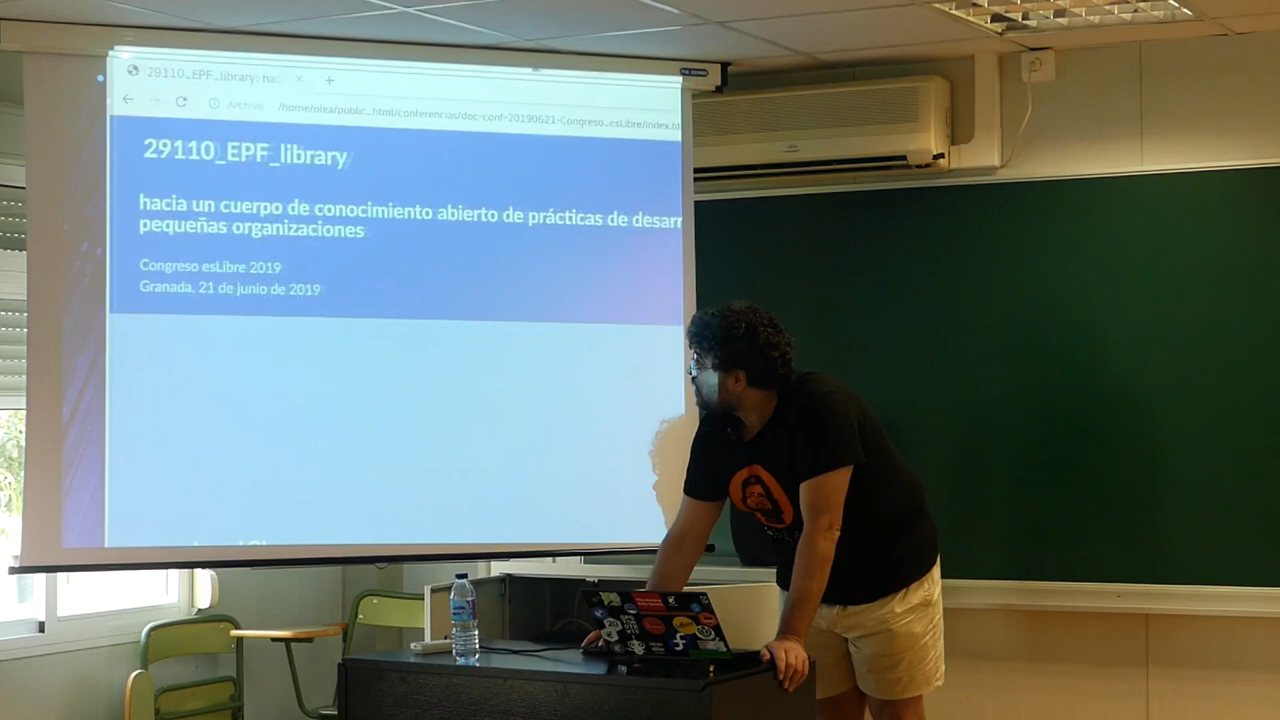 29110_EPF_library: ha
Archivo /home/olea/public_html/conferencias/doc-conf-20190621-Congreso_esLibre/index.ht
29110_EPF_library
hacia un cuerpo de conocimiento abierto de prácticas de desarr
pequeñas organizaciones
Congreso esLibre 2019
Granada, 21 de junio de 2019